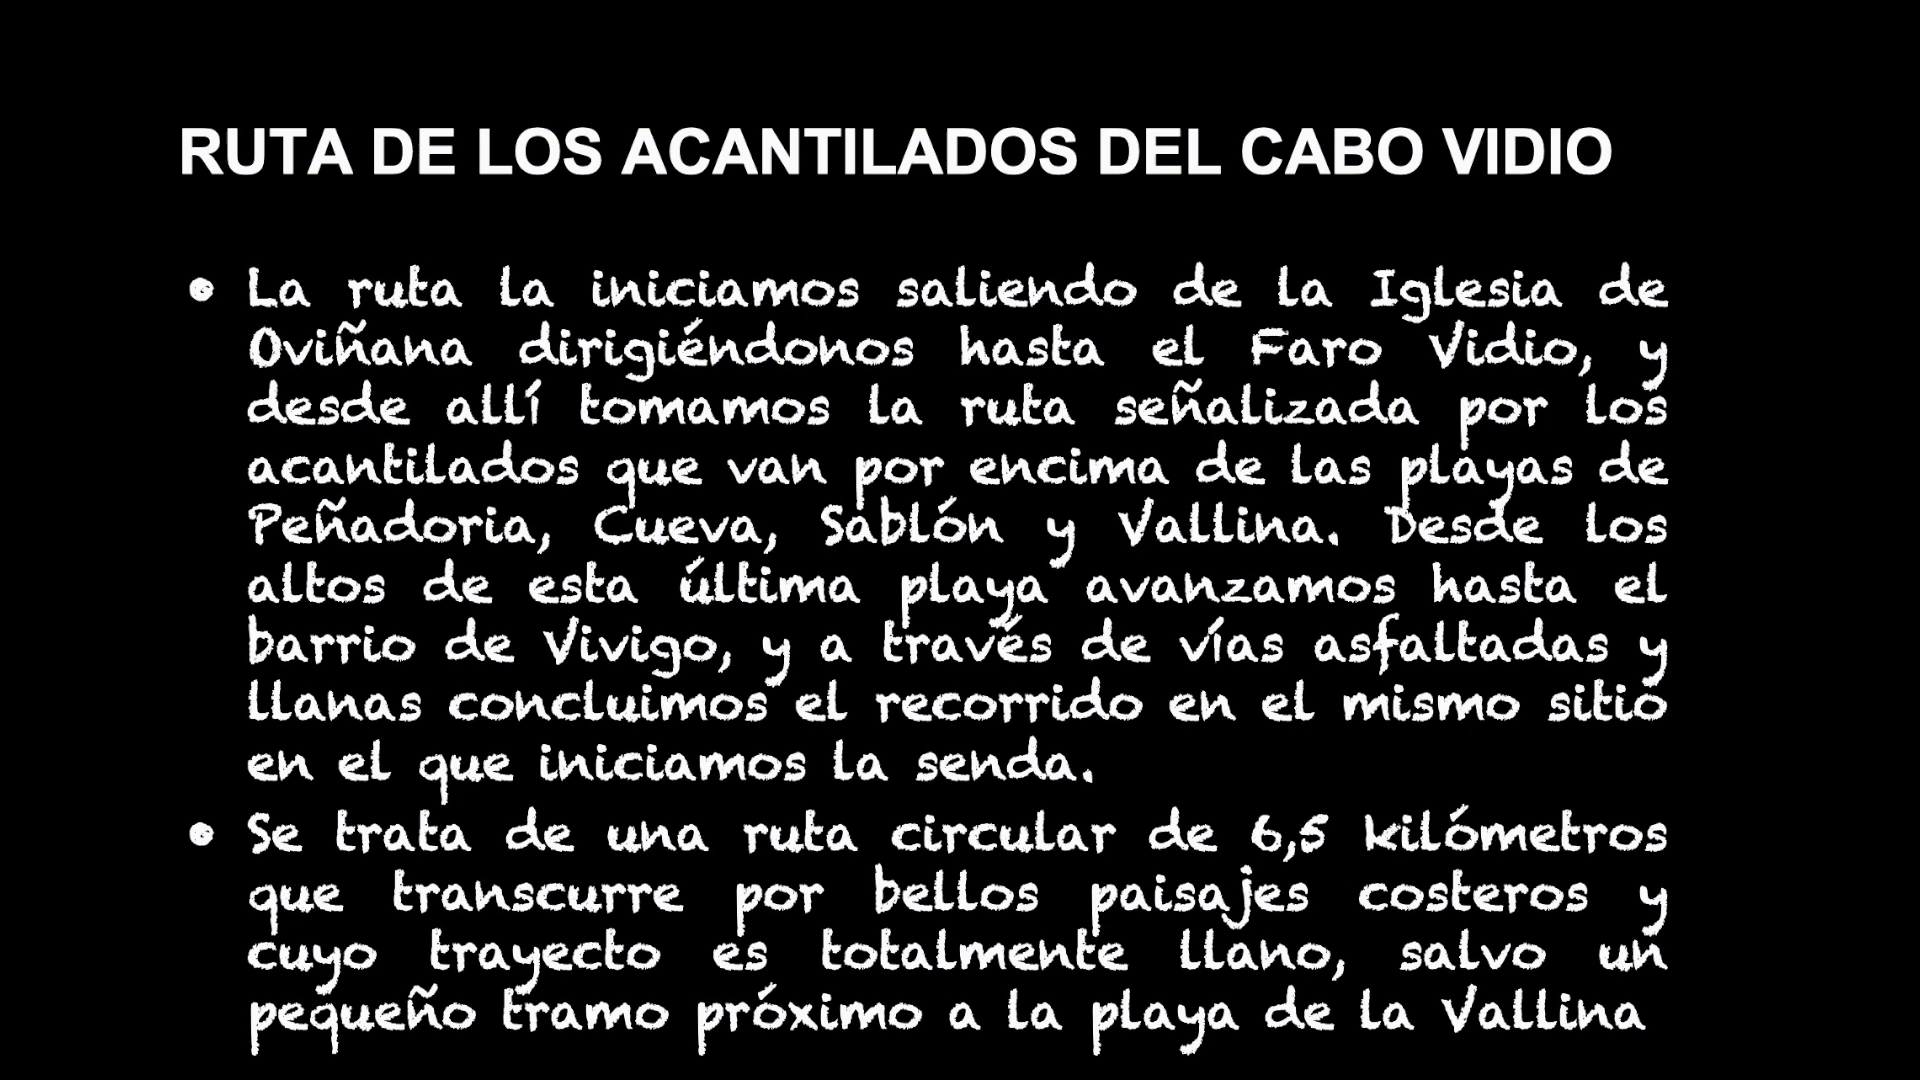 RUTA DE LOS ACANTILADOS DEL CABO VIDIO
• La ruta la iniciamos saliendo de la Iglesia de
Oviñana dirigiéndonos hasta el Faro Vidio, y
desde allí tomamos la ruta señalizada por los
acantilados que van por encima de las playas de
Peñadoria, Cueva, Sablón y Vallina. Desde los
altos de esta última playa avanzamos hasta el
barrio de Vivigo, y a través de vías asfaltadas y
llanas concluimos el recorrido en el mismo sitio
en el que iniciamos la senda.
• Se trata de una ruta circular de 6,5 kilómetros
que transcurre por bellos paisajes costeros y
cuyo trayecto es totalmente llano, salvo un
pequeño tramo próximo a la playa de la Vallina